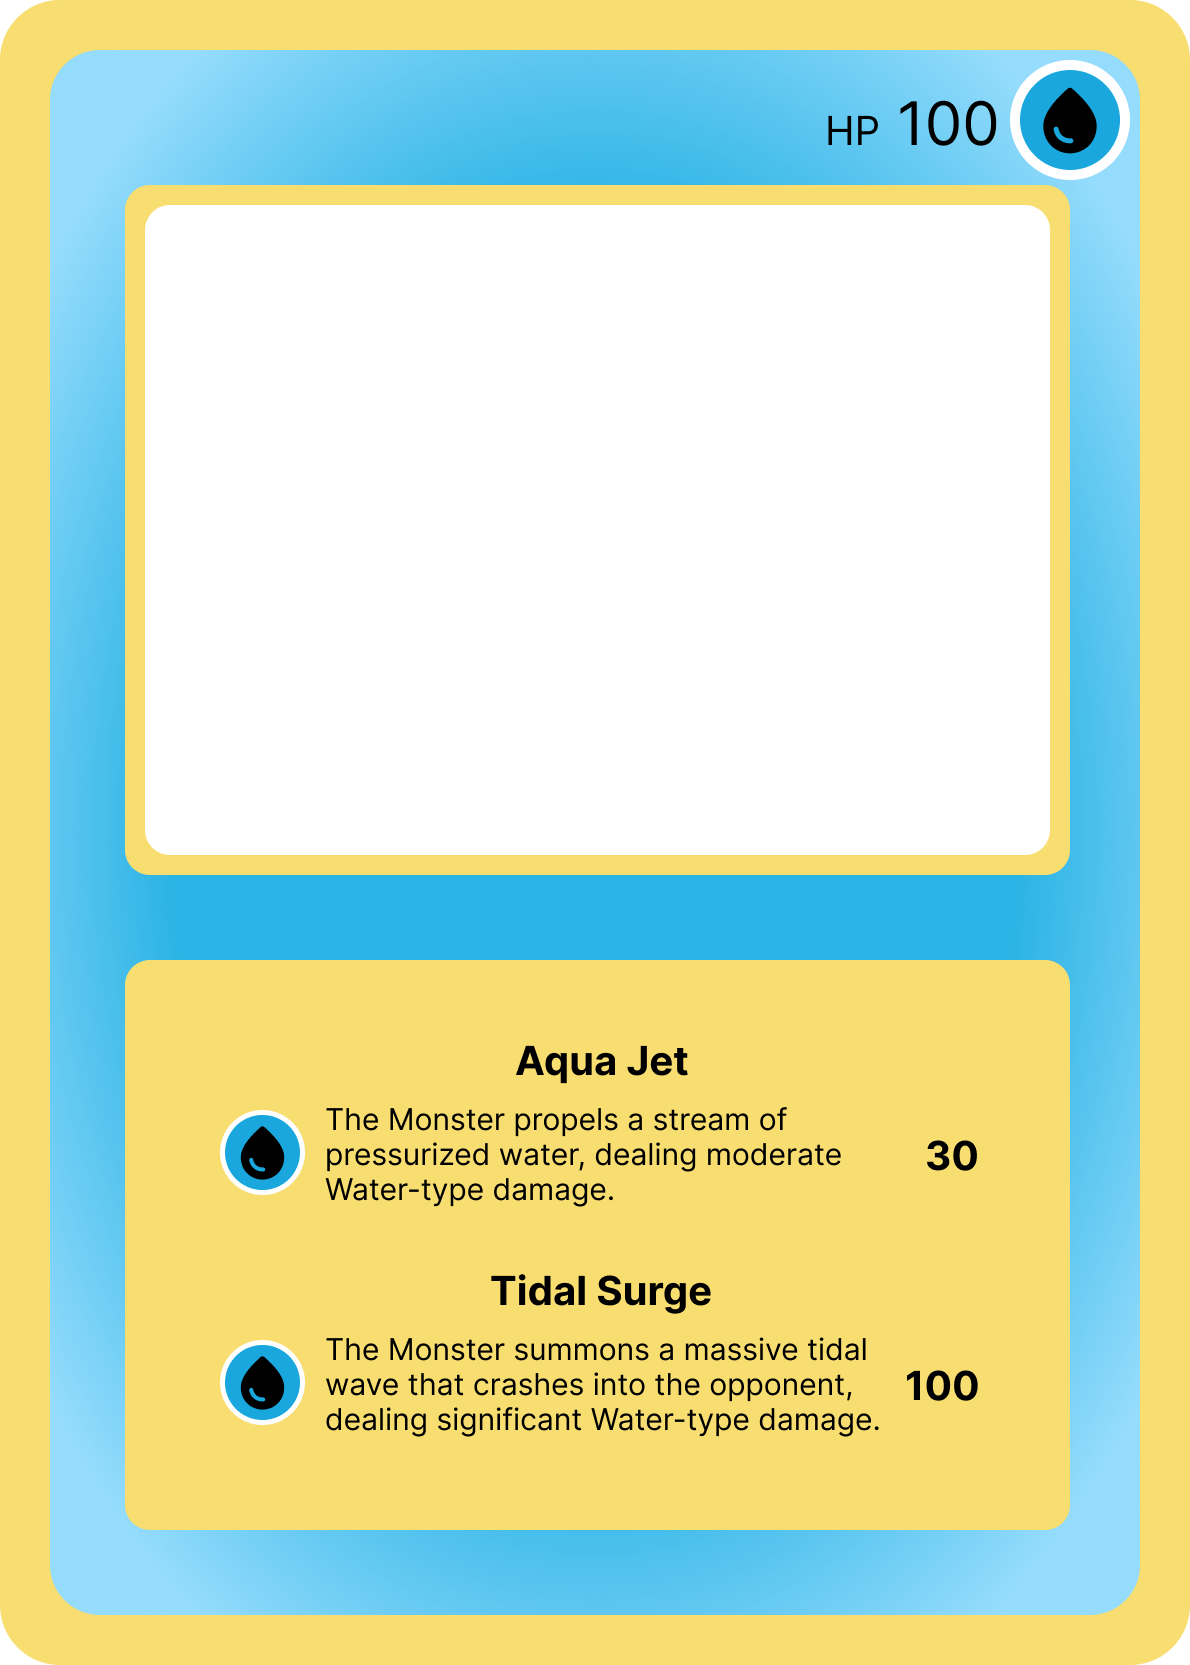 HP 100
Aqua Jet
The Monster propels a stream of
pressurized water, dealing moderate
Water-type damage.
30
Tidal Surge
The Monster summons a massive tidal
wave that crashes into the opponent,
dealing significant Water-type damage.
100